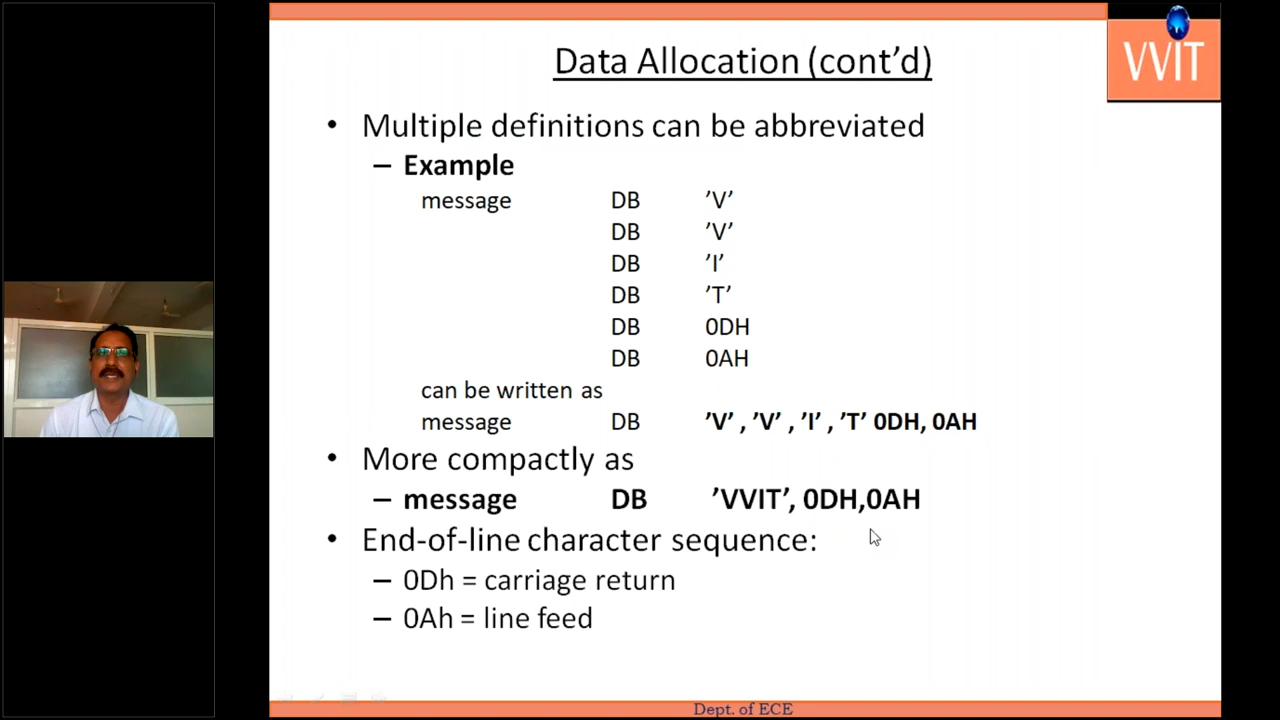 Data Allocation (cont’d)
VVIT
• Multiple definitions can be abbreviated
– Example
message DB ’V’
DB ’V’
DB ’I’
DB ’T’
DB 0DH
DB 0AH
can be written as
message DB ’V’ , ’V’ , ’I’ , ’T’ 0DH, 0AH
• More compactly as
– message DB ’VVIT’, 0DH,0AH
• End-of-line character sequence:
– 0Dh = carriage return
– 0Ah = line feed
Dept. of ECE